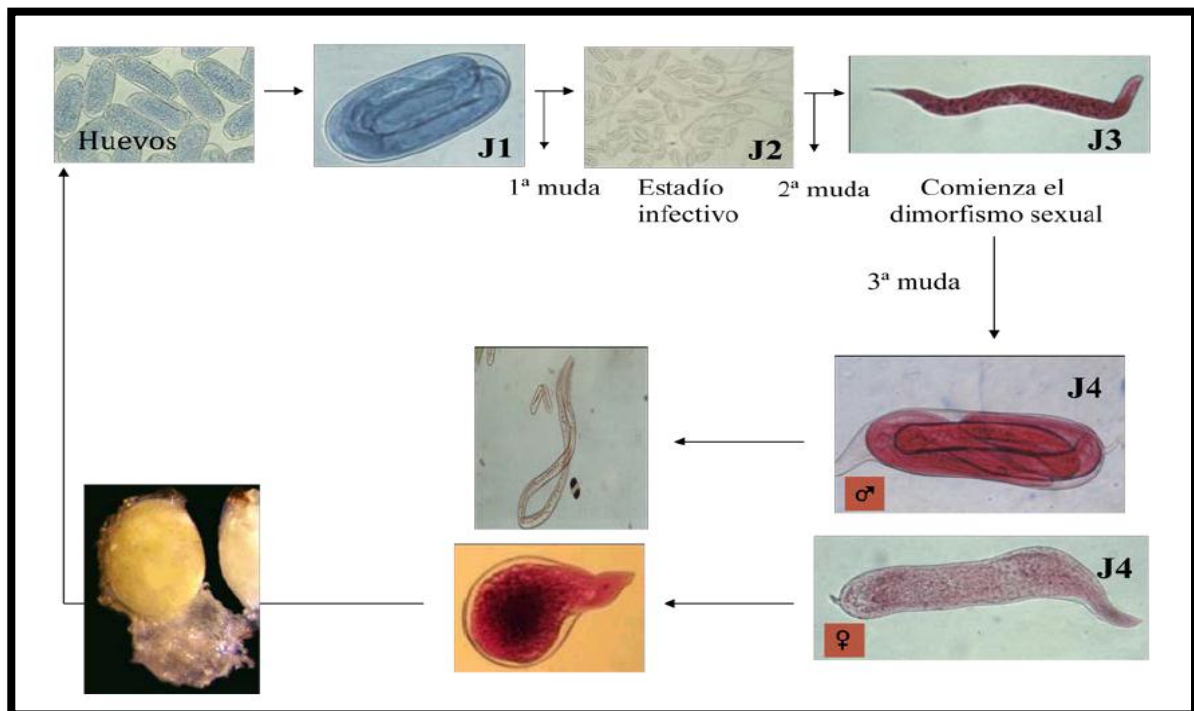 Huevos
J1
J2
J3
1ª muda
Estadío
infectivo
2ª muda
Comienza el
dimorfismo sexual
3ª muda
J4
♂
J4
♀